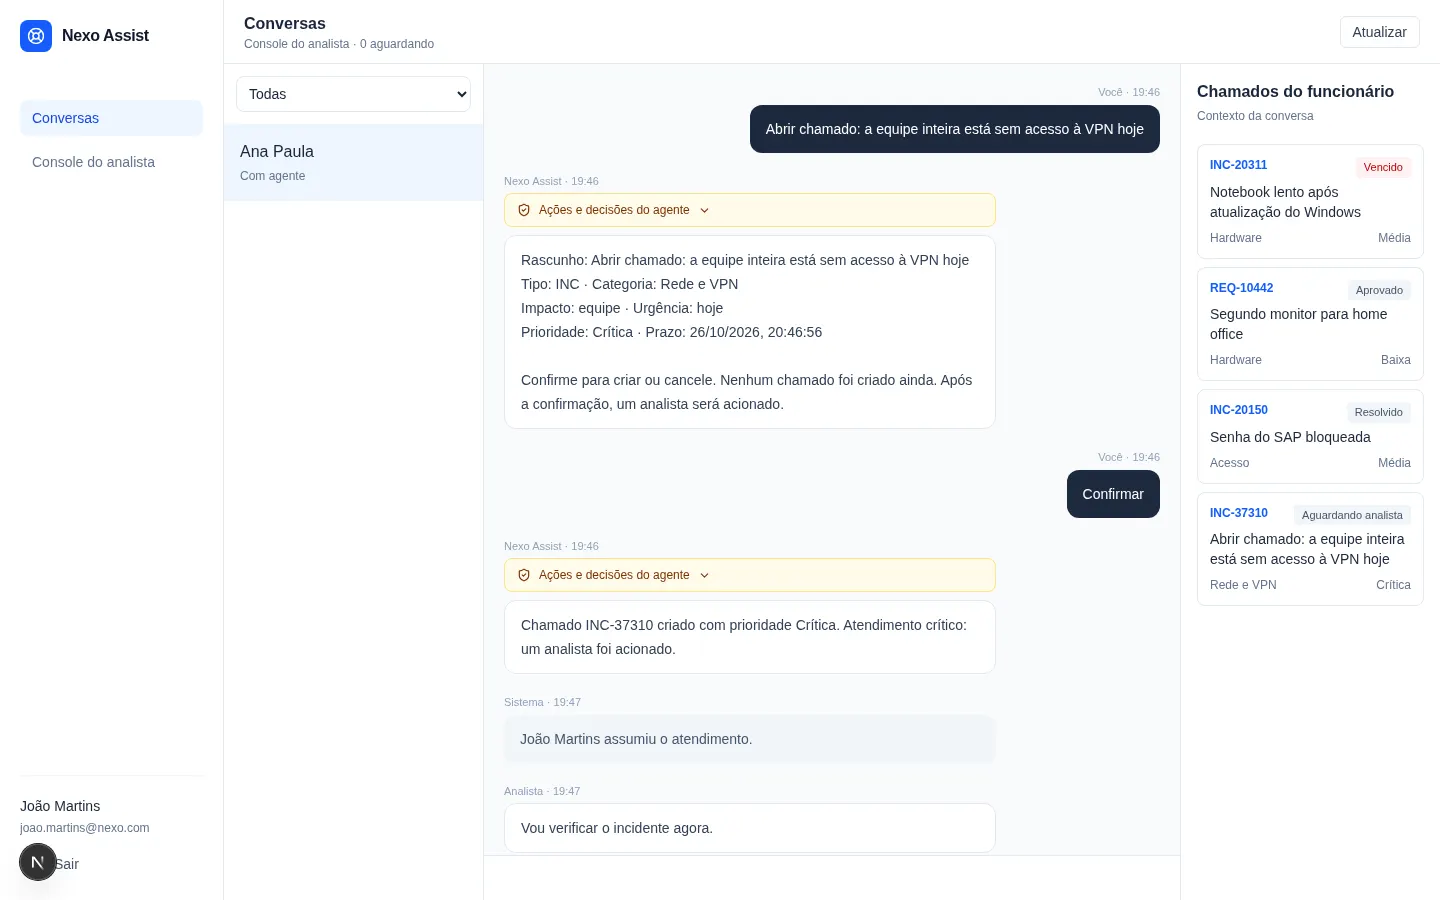 Nexo Assist
Conversas
Console do analista
João Martins
joao.martins@nexo.com
N
Sair
Conversas
Console do analista · 0 aguardando
Atualizar
Todas
Ana Paula
Com agente
Você · 19:46
Abrir chamado: a equipe inteira está sem acesso à VPN hoje
Nexo Assist · 19:46
Ações e decisões do agente
Rascunho: Abrir chamado: a equipe inteira está sem acesso à VPN hoje
Tipo: INC · Categoria: Rede e VPN
Impacto: equipe · Urgência: hoje
Prioridade: Crítica · Prazo: 26/10/2026, 20:46:56
Confirme para criar ou cancele. Nenhum chamado foi criado ainda. Após
a confirmação, um analista será acionado.
Você · 19:46
Confirmar
Nexo Assist · 19:46
Ações e decisões do agente
Chamado INC-37310 criado com prioridade Crítica. Atendimento crítico:
um analista foi acionado.
Sistema · 19:47
João Martins assumiu o atendimento.
Analista · 19:47
Vou verificar o incidente agora.
Chamados do funcionário
Contexto da conversa
INC-20311
Vencido
Notebook lento após
atualização do Windows
Hardware
Média
REQ-10442
Aprovado
Segundo monitor para home
office
Hardware
Baixa
INC-20150
Resolvido
Senha do SAP bloqueada
Acesso
Média
INC-37310
Aguardando analista
Abrir chamado: a equipe inteira
está sem acesso à VPN hoje
Rede e VPN
Crítica